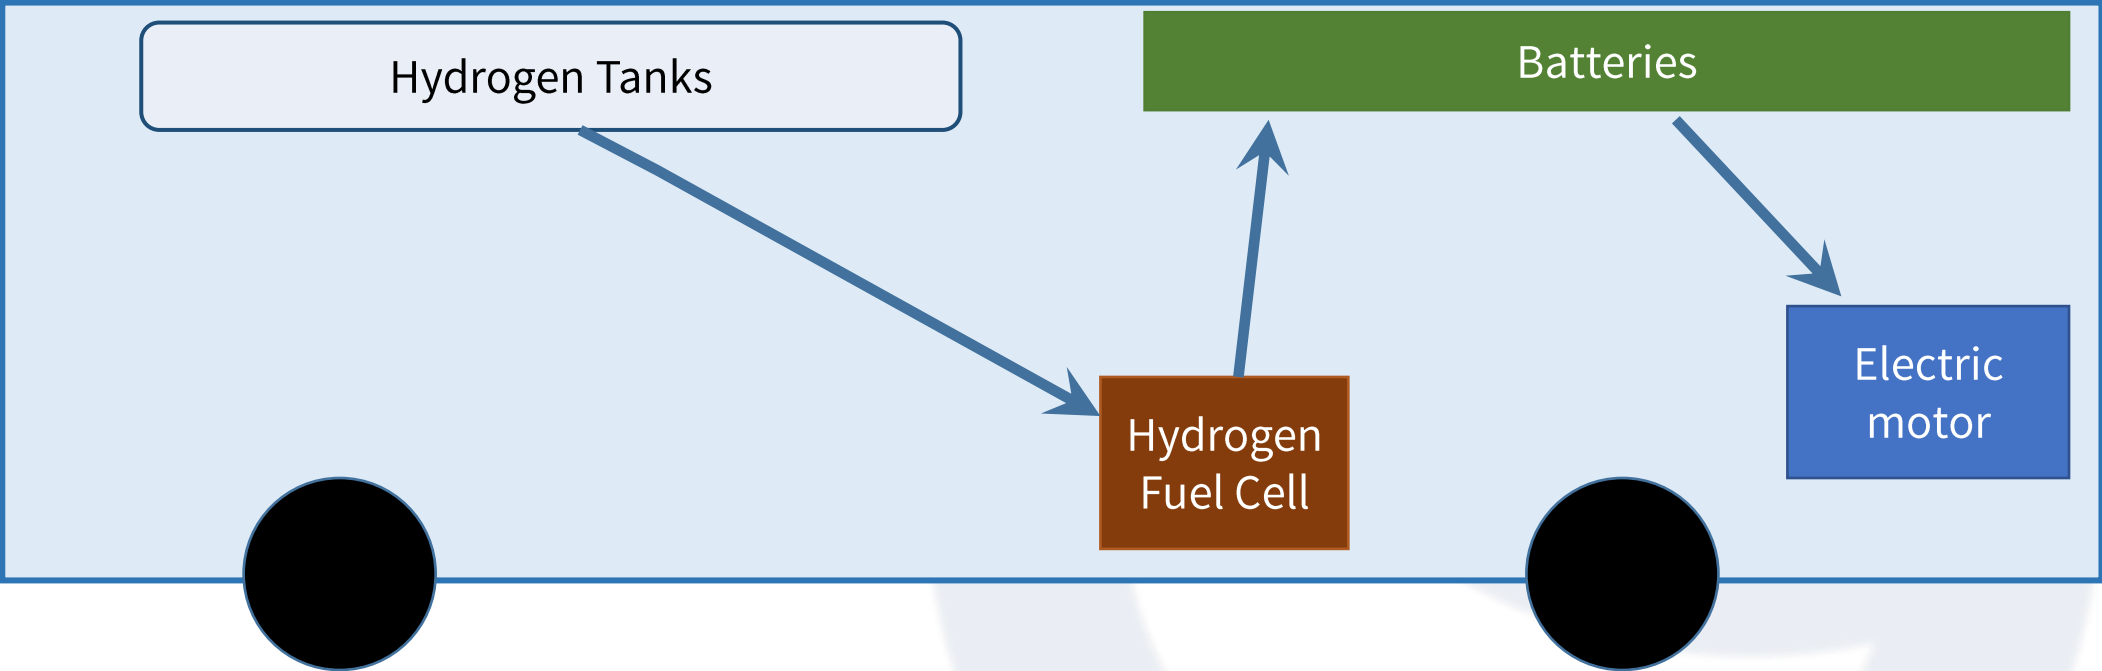 Hydrogen Tanks
Batteries
Electric
motor
Hydrogen
Fuel Cell